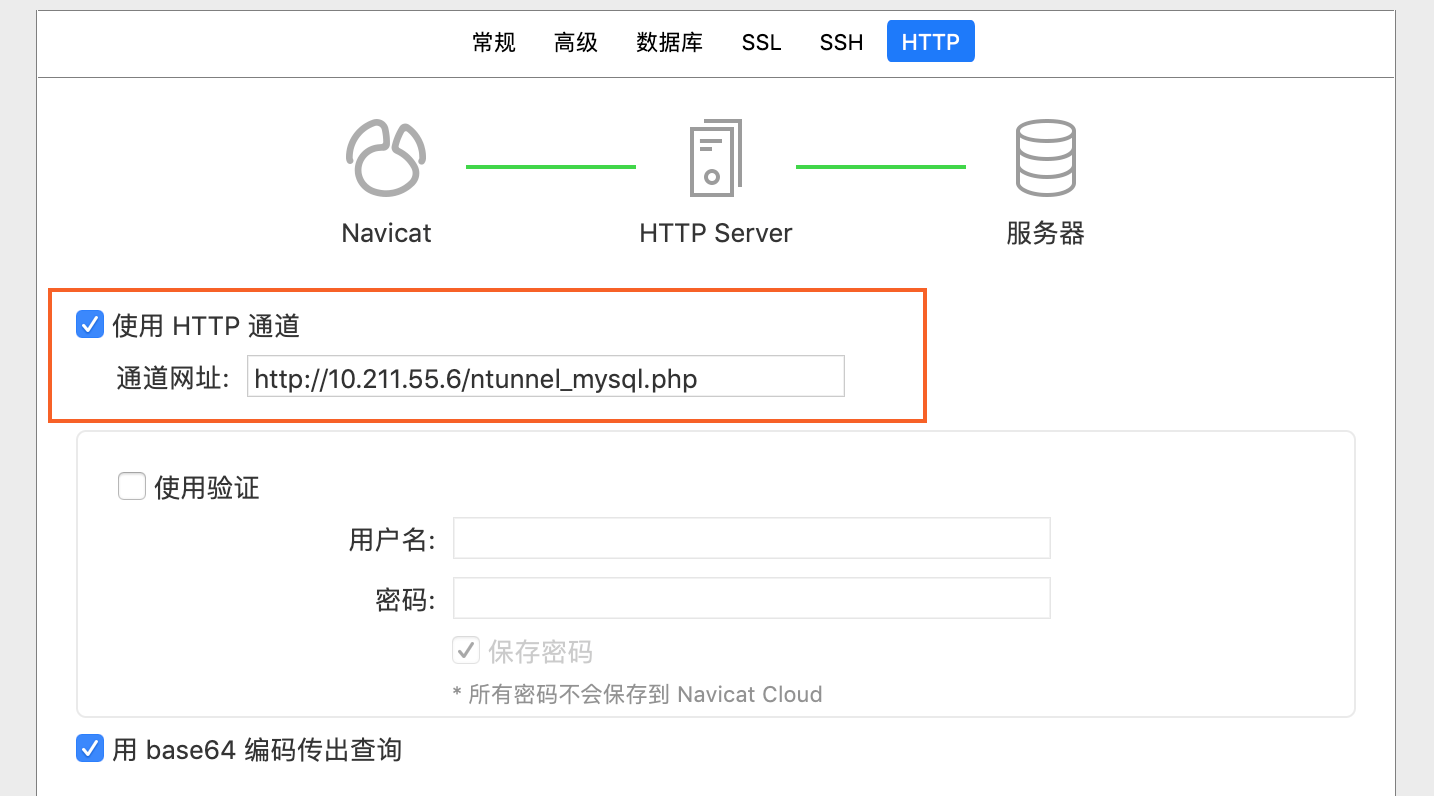 常规 高级 数据库 SSL SSH HTTP
Navicat HTTP Server 服务器
使用 HTTP 通道
通道网址: http://10.211.55.6/ntunnel_mysql.php
使用验证
用户名:
密码:
保存密码
* 所有密码不会保存到 Navicat Cloud
用 base64 编码传出查询